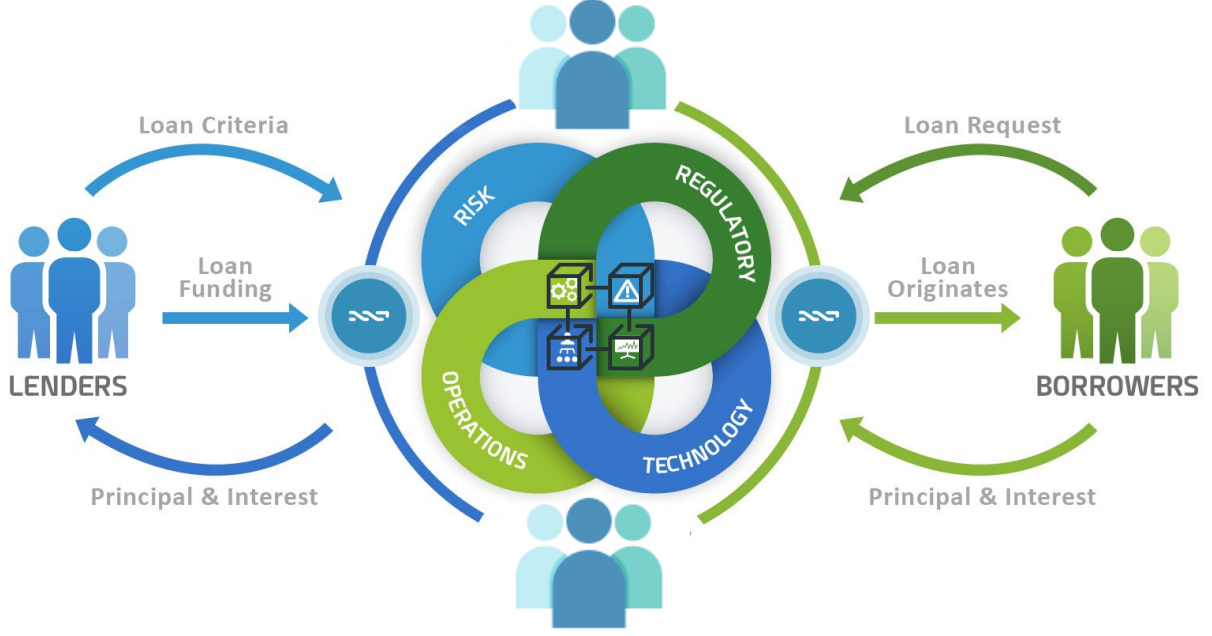 Loan Criteria
Loan Request
RISK
REGULATORY
Loan
Funding
Loan
Originates
LENDERS
BORROWERS
OPERATIONS
TECHNOLOGY
Principal & Interest
Principal & Interest